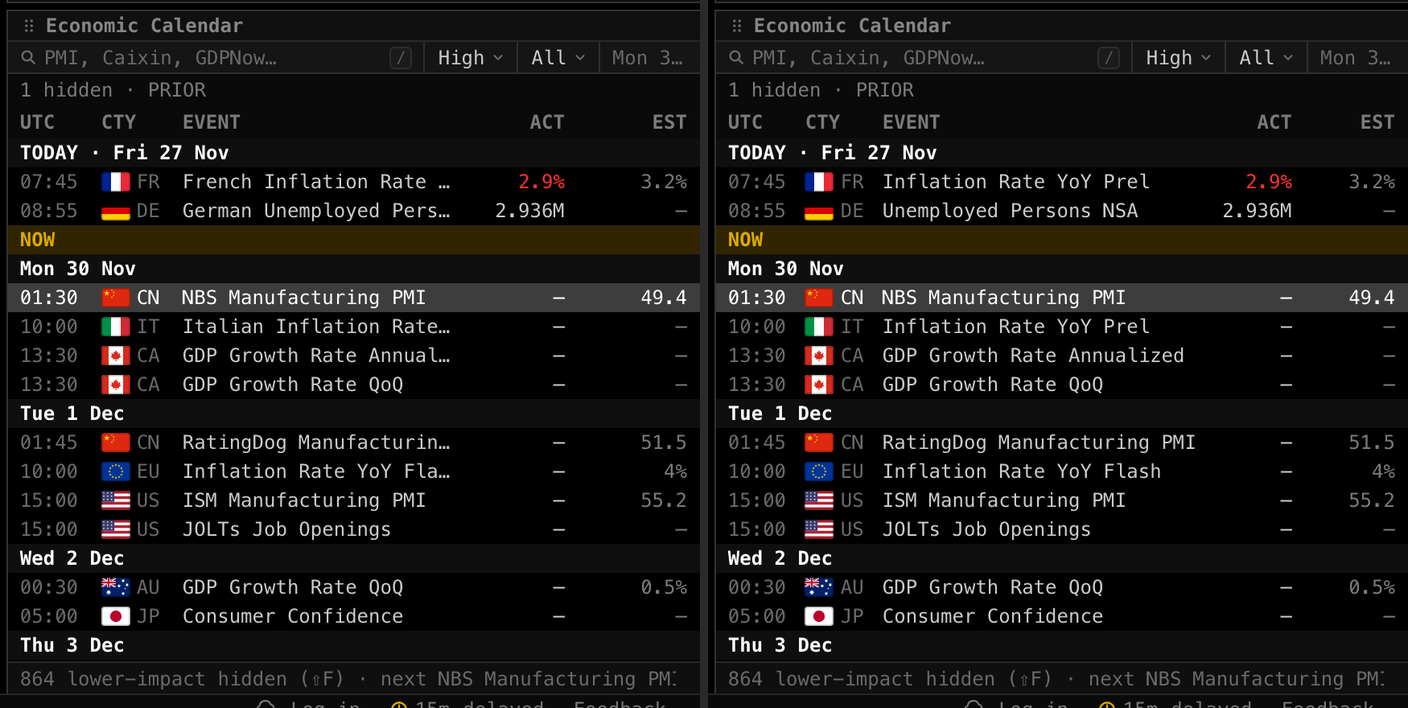 Economic Calendar
PMI, Caixin, GDPNow… / High All Mon 3…
1 hidden · PRIOR
UTC CTY EVENT ACT EST
TODAY · Fri 27 Nov
07:45 FR French Inflation Rate … 2.9% 3.2%
08:55 DE German Unemployed Pers… 2.936M —
NOW
Mon 30 Nov
01:30 CN NBS Manufacturing PMI — 49.4
10:00 IT Italian Inflation Rate… — —
13:30 CA GDP Growth Rate Annual… — —
13:30 CA GDP Growth Rate QoQ — —
Tue 1 Dec
01:45 CN RatingDog Manufacturin… — 51.5
10:00 EU Inflation Rate YoY Fla… — 4%
15:00 US ISM Manufacturing PMI — 55.2
15:00 US JOLTs Job Openings — —
Wed 2 Dec
00:30 AU GDP Growth Rate QoQ — 0.5%
05:00 JP Consumer Confidence — —
Thu 3 Dec
864 lower-impact hidden (⇧F) · next NBS Manufacturing PMI
Log in 15m delayed Feedback
Economic Calendar
PMI, Caixin, GDPNow… / High All Mon 3…
1 hidden · PRIOR
UTC CTY EVENT ACT EST
TODAY · Fri 27 Nov
07:45 FR Inflation Rate YoY Prel 2.9% 3.2%
08:55 DE Unemployed Persons NSA 2.936M —
NOW
Mon 30 Nov
01:30 CN NBS Manufacturing PMI — 49.4
10:00 IT Inflation Rate YoY Prel — —
13:30 CA GDP Growth Rate Annualized — —
13:30 CA GDP Growth Rate QoQ — —
Tue 1 Dec
01:45 CN RatingDog Manufacturing PMI — 51.5
10:00 EU Inflation Rate YoY Flash — 4%
15:00 US ISM Manufacturing PMI — 55.2
15:00 US JOLTs Job Openings — —
Wed 2 Dec
00:30 AU GDP Growth Rate QoQ — 0.5%
05:00 JP Consumer Confidence — —
Thu 3 Dec
864 lower-impact hidden (⇧F) · next NBS Manufacturing PMI
Log in 15m delayed Feedback